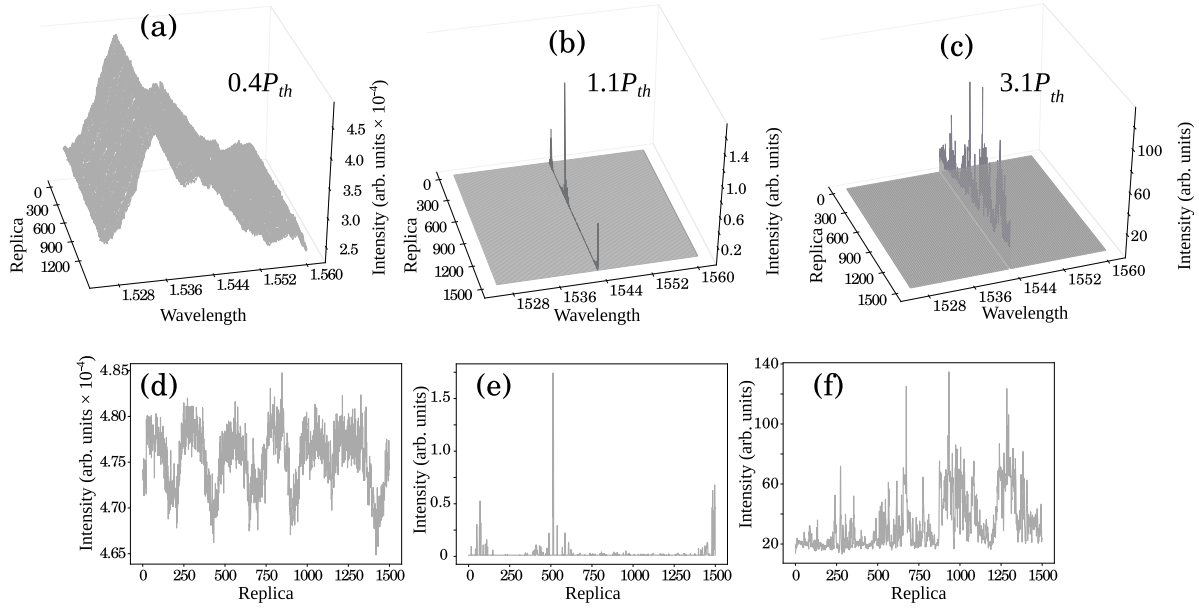 (a)
0.4P_th
4.5
4.0
3.5
3.0
2.5
Intensity (arb. units × 10⁻⁴)
0
300
600
900
1200
Replica
1.528
1.536
1.544
1.552
1.560
Wavelength
(b)
1.1P_th
1.4
1.0
0.6
0.2
Intensity (arb. units)
0
300
600
900
1200
1500
Replica
1528
1536
1544
1552
1560
Wavelength
(c)
3.1P_th
100
60
20
Intensity (arb. units)
0
300
600
900
1200
1500
Replica
1528
1536
1544
1552
1560
Wavelength
(d)
4.85
4.80
4.75
4.70
4.65
Intensity (arb. units × 10⁻⁴)
0 250 500 750 1000 1250 1500
Replica
(e)
1.5
1.0
0.5
0
Intensity (arb. units)
0 250 500 750 1000 1250 1500
Replica
(f)
140
100
60
20
Intensity (arb. units)
0 250 500 750 1000 1250 1500
Replica